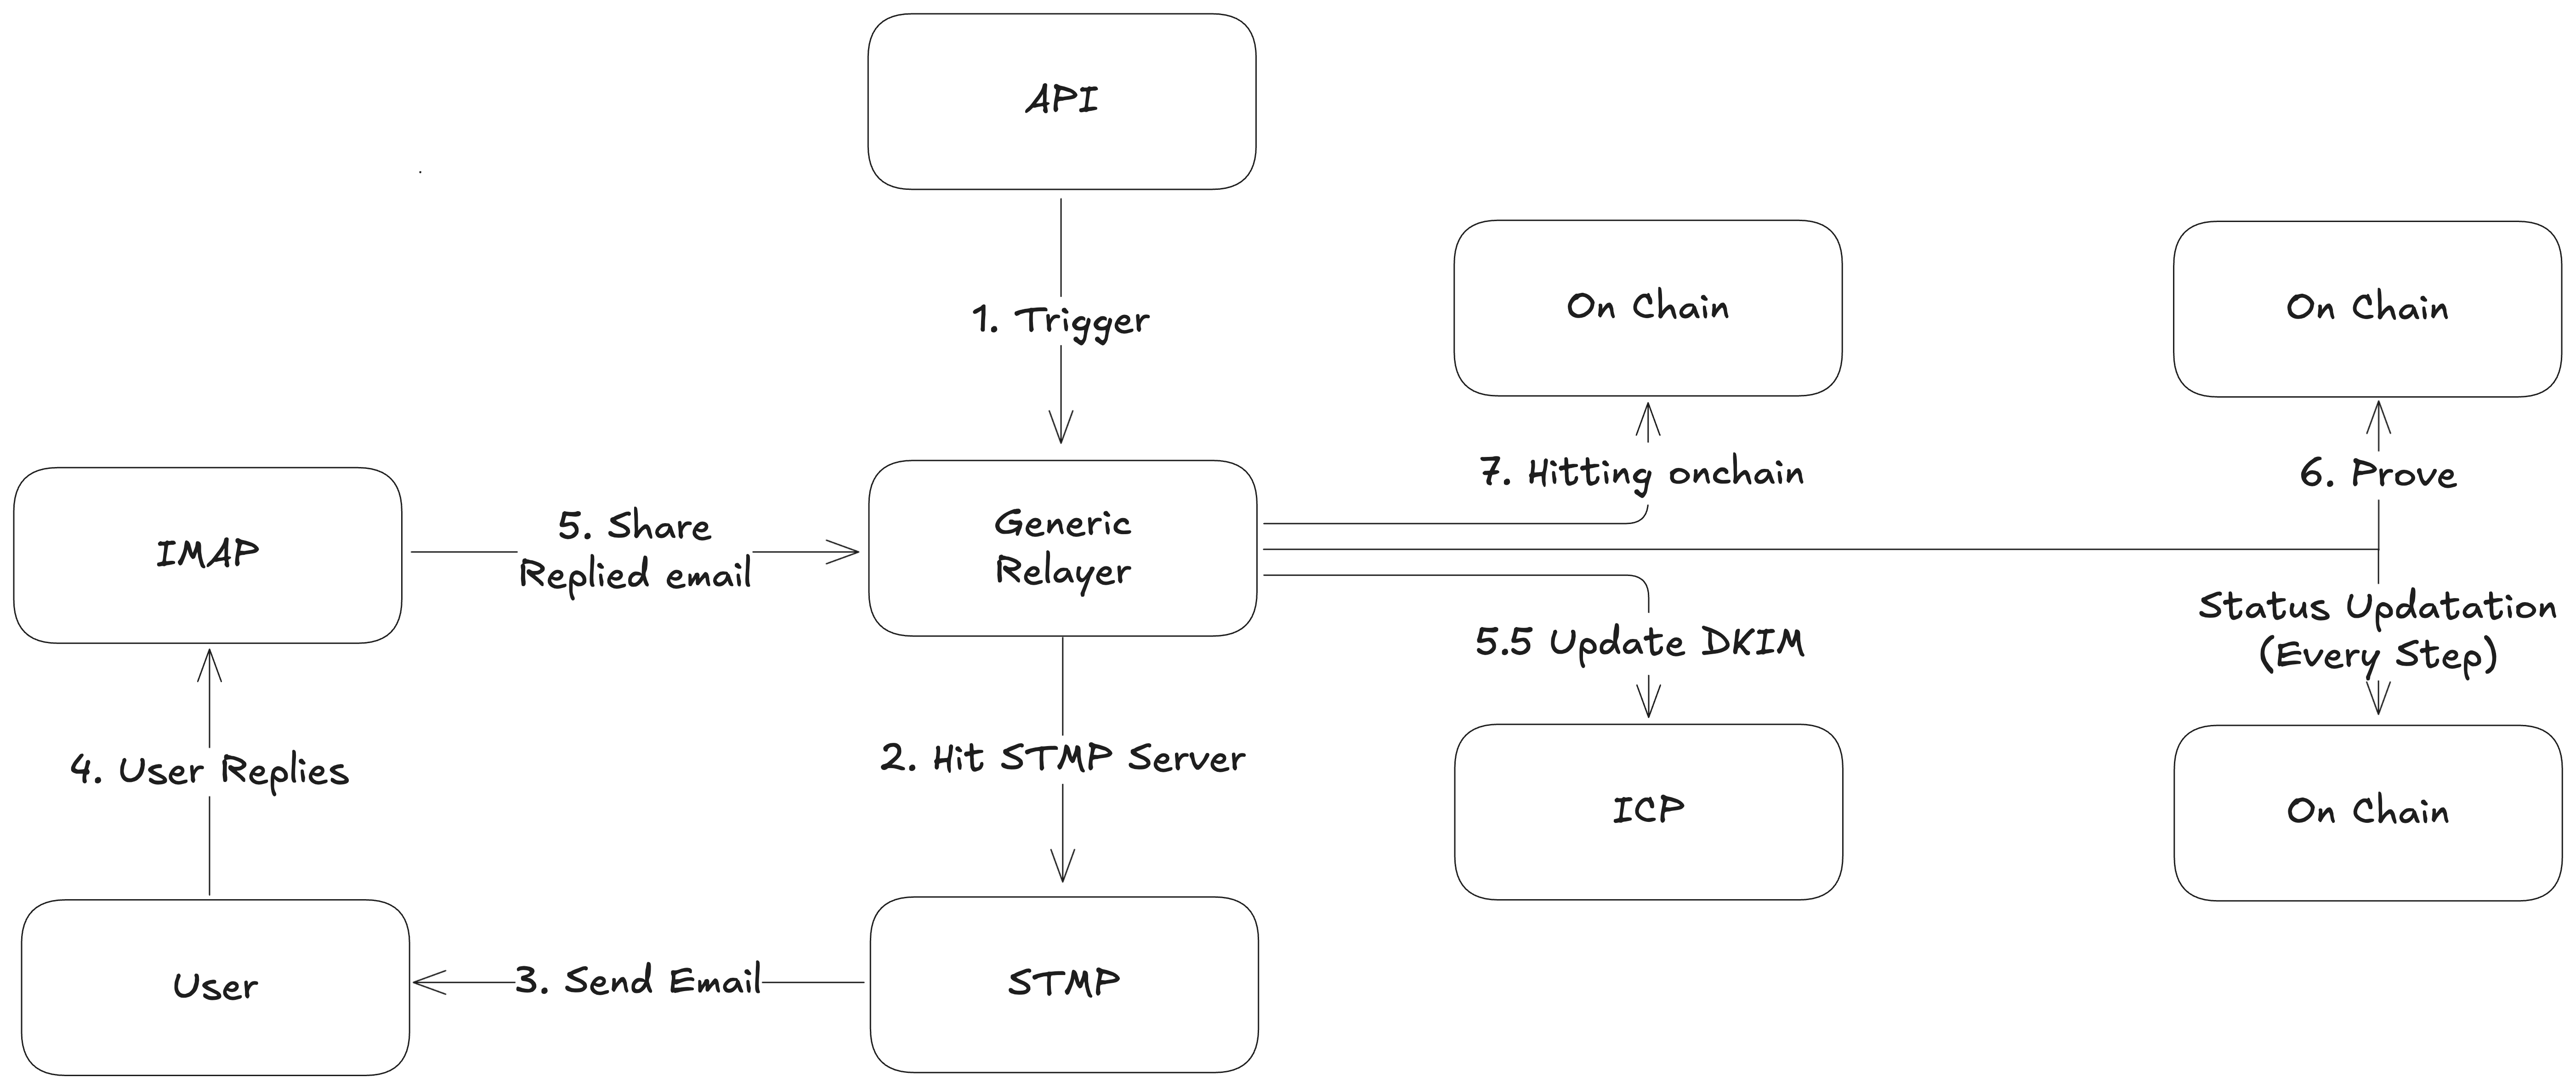 API
1. Trigger
On Chain
On Chain
7. Hitting onchain
6. Prove
IMAP
5. Share
Replied email
Generic
Relayer
5.5 Update DKIM
Status Updatation
(Every Step)
4. User Replies
2. Hit STMP Server
ICP
On Chain
User
3. Send Email
STMP